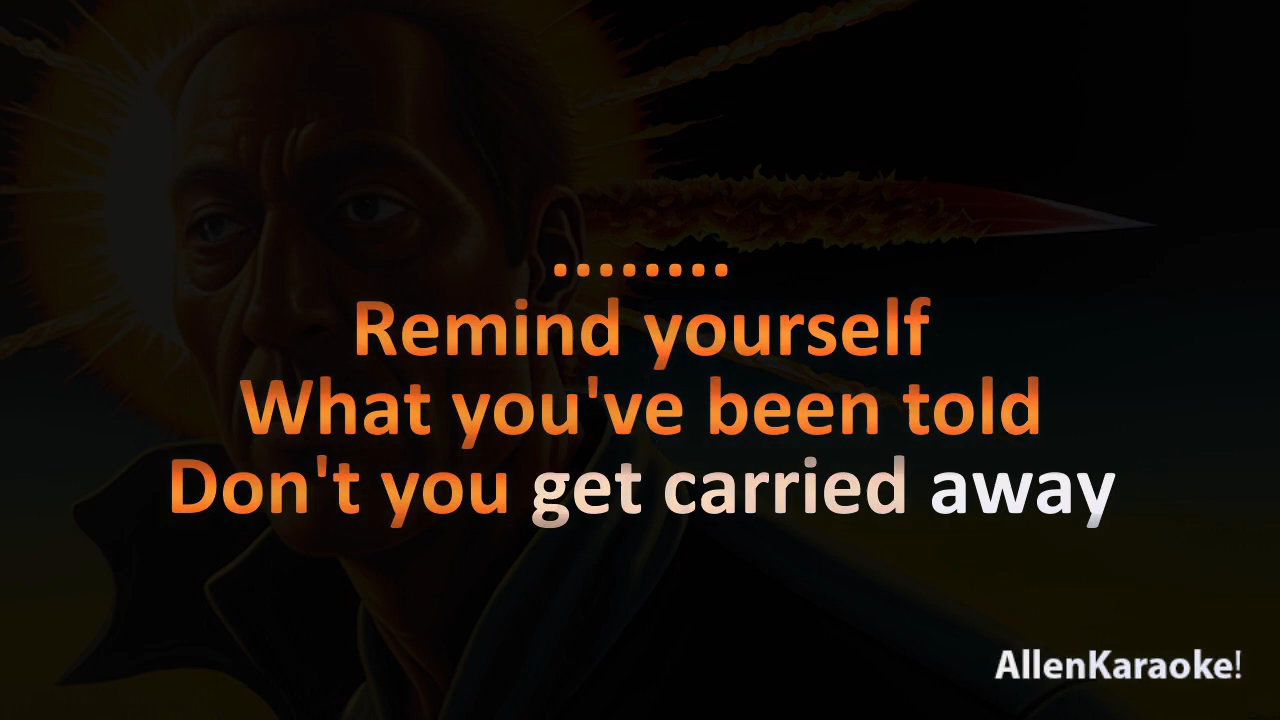 ........
Remind yourself
What you've been told
Don't you get carried away
AllenKaraoke!